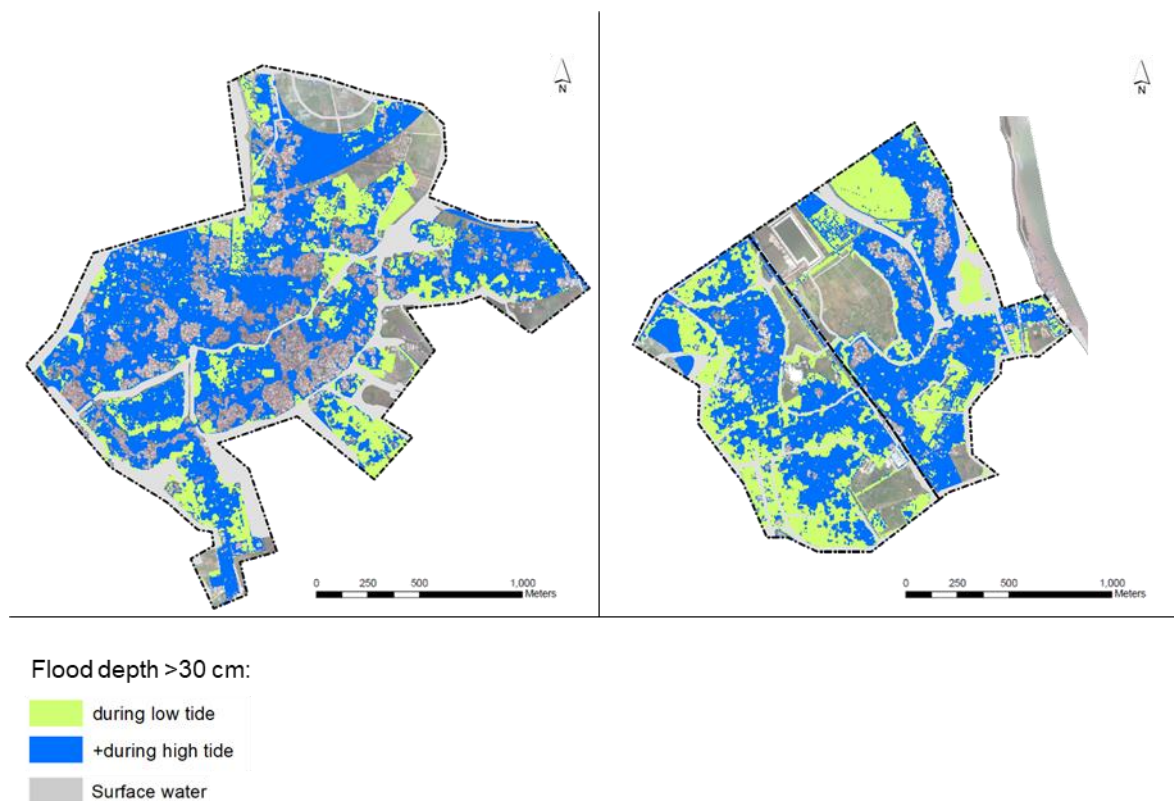 N
N
0 250 500 1,000
Meters
0 250 500 1,000
Meters
Flood depth >30 cm:
during low tide
+during high tide
Surface water